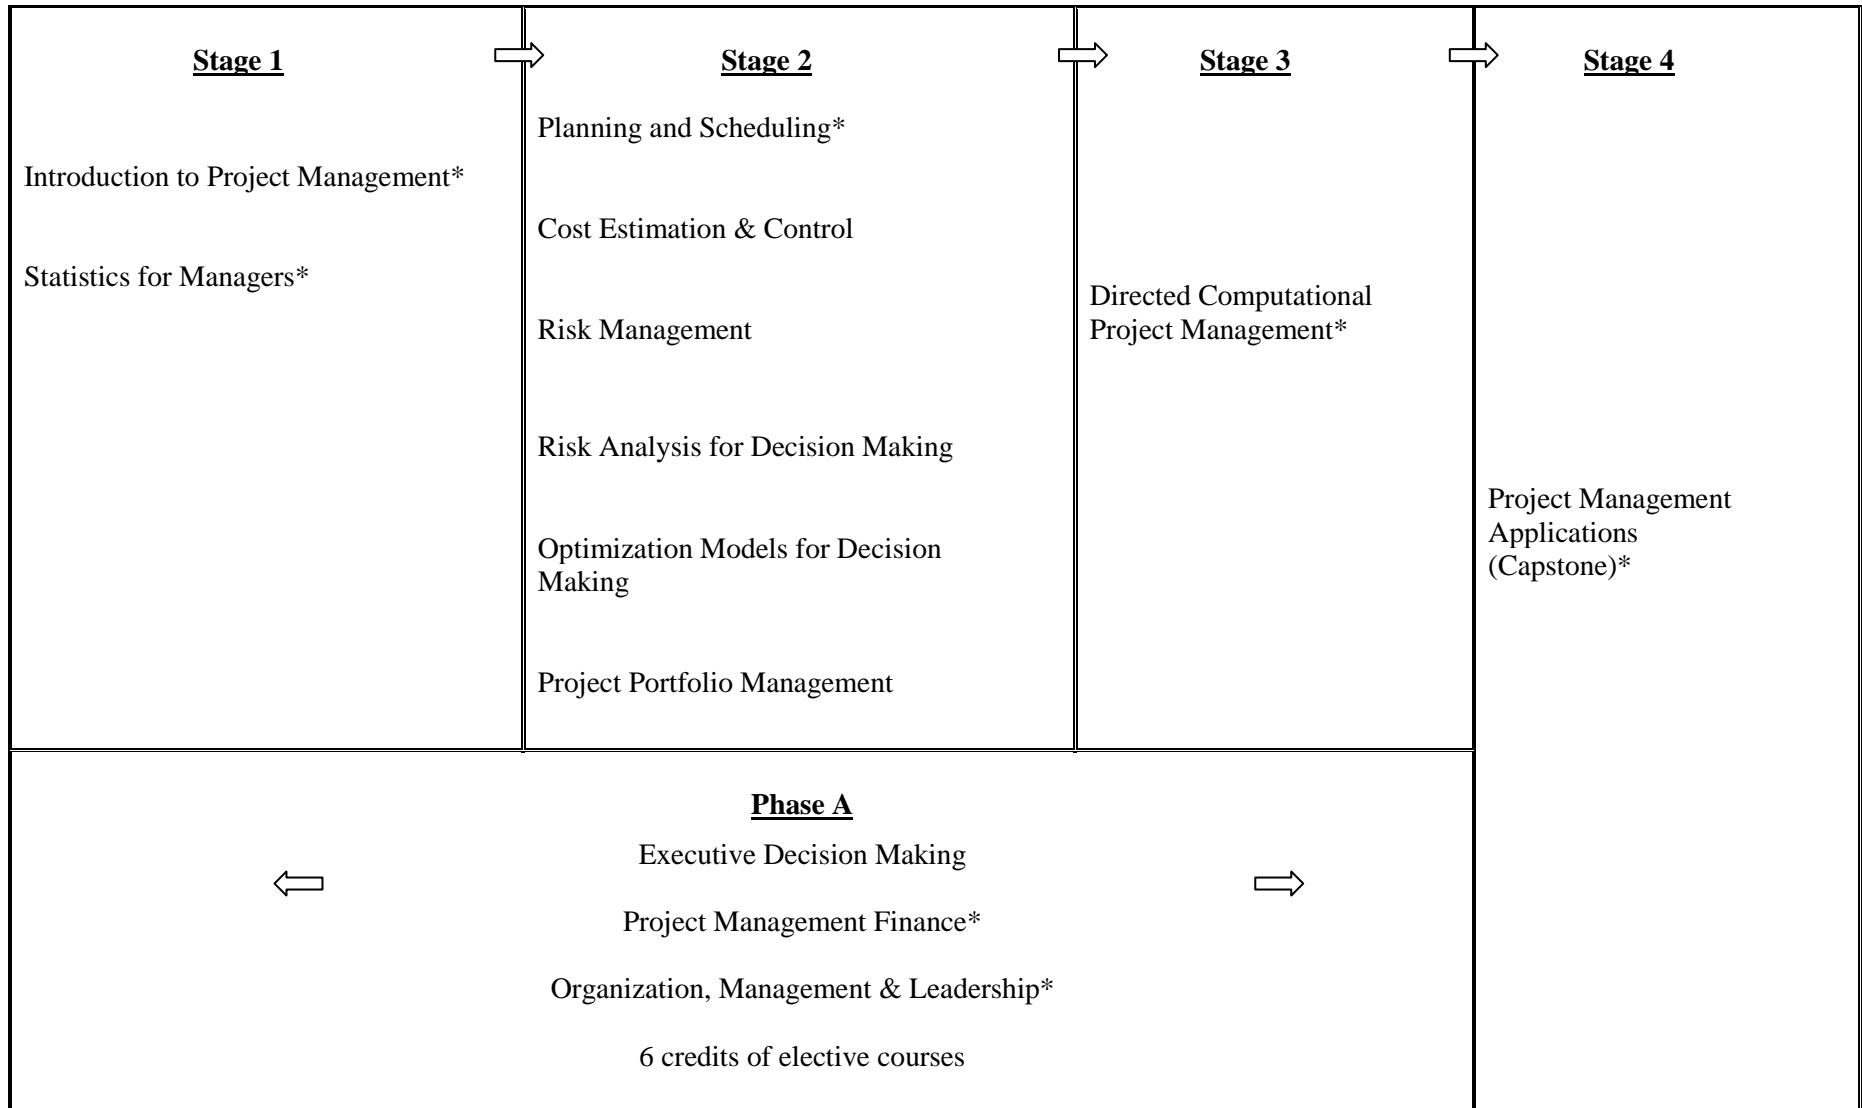 Stage 1
Introduction to Project Management*
Statistics for Managers*
Stage 2
Planning and Scheduling*
Cost Estimation & Control
Risk Management
Risk Analysis for Decision Making
Optimization Models for Decision
Making
Project Portfolio Management
Stage 3
Directed Computational
Project Management*
Stage 4
Project Management
Applications
(Capstone)*
Phase A
Executive Decision Making
Project Management Finance*
Organization, Management & Leadership*
6 credits of elective courses